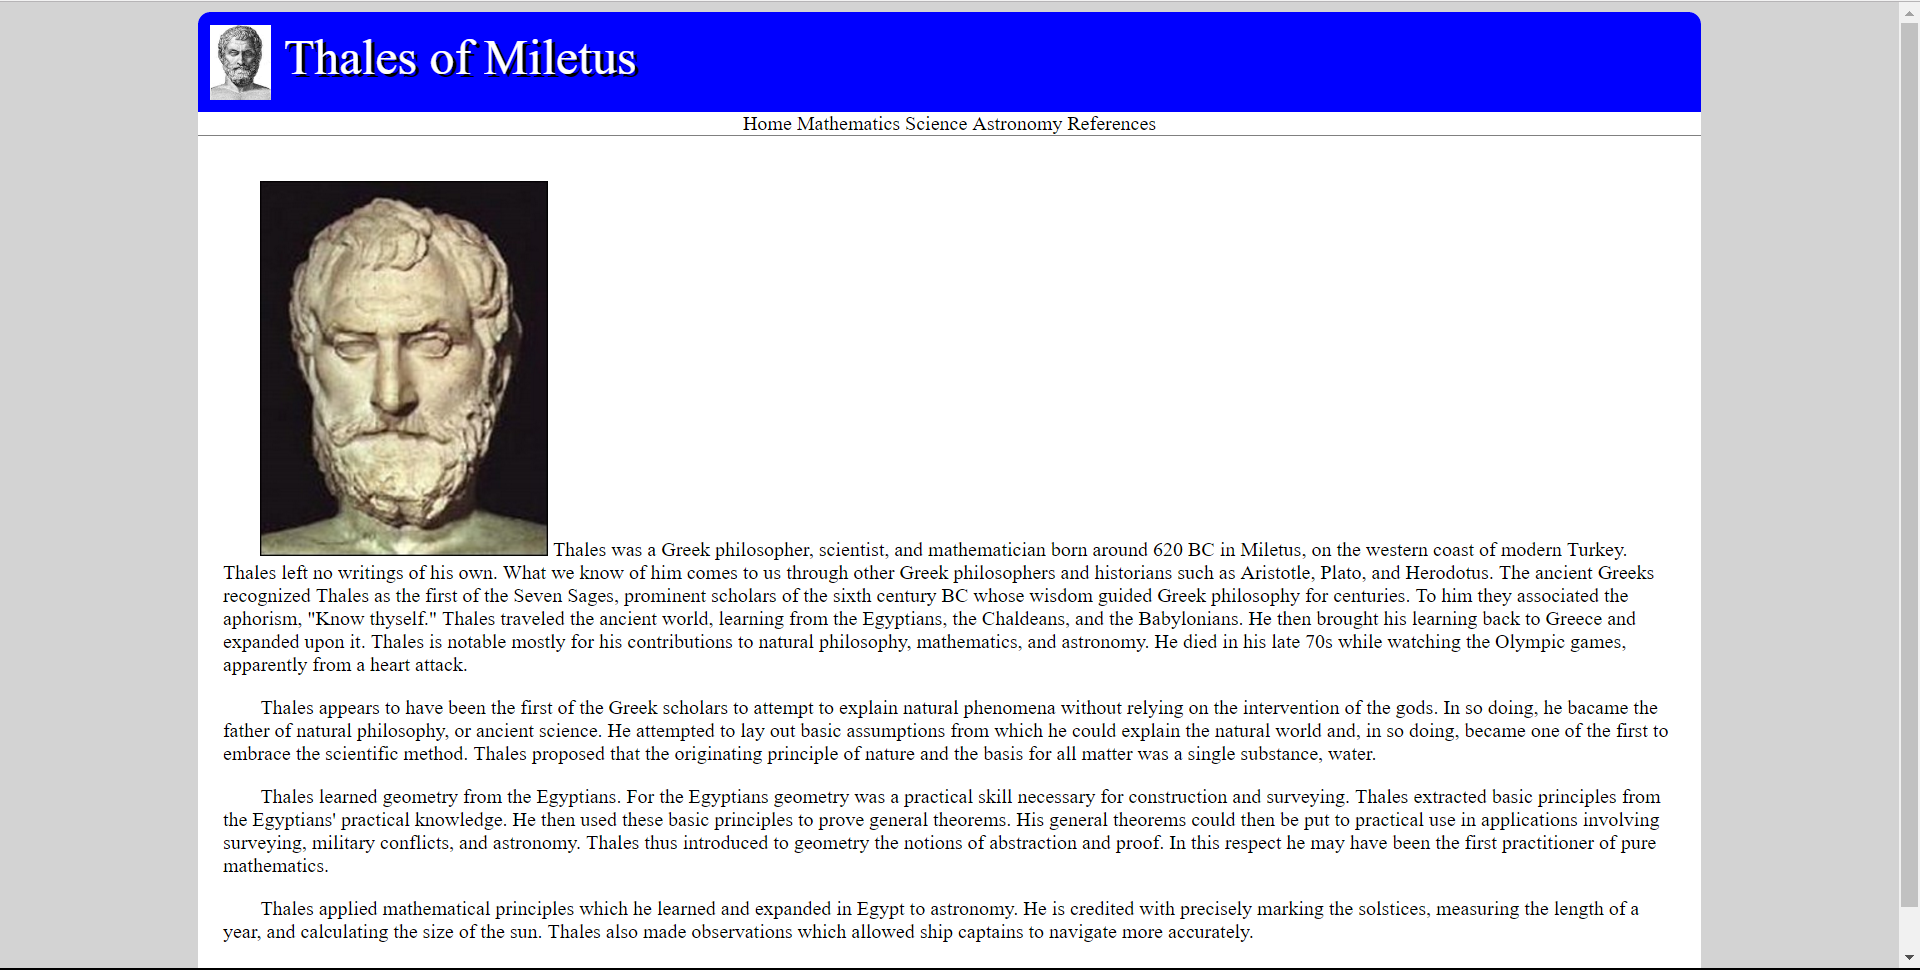 Thales of Miletus
Home Mathematics Science Astronomy References
Thales was a Greek philosopher, scientist, and mathematician born around 620 BC in Miletus, on the western coast of modern Turkey.
Thales left no writings of his own. What we know of him comes to us through other Greek philosophers and historians such as Aristotle, Plato, and Herodotus. The ancient Greeks
recognized Thales as the first of the Seven Sages, prominent scholars of the sixth century BC whose wisdom guided Greek philosophy for centuries. To him they associated the
aphorism, "Know thyself." Thales traveled the ancient world, learning from the Egyptians, the Chaldeans, and the Babylonians. He then brought his learning back to Greece and
expanded upon it. Thales is notable mostly for his contributions to natural philosophy, mathematics, and astronomy. He died in his late 70s while watching the Olympic games,
apparently from a heart attack.
Thales appears to have been the first of the Greek scholars to attempt to explain natural phenomena without relying on the intervention of the gods. In so doing, he bacame the
father of natural philosophy, or ancient science. He attempted to lay out basic assumptions from which he could explain the natural world and, in so doing, became one of the first to
embrace the scientific method. Thales proposed that the originating principle of nature and the basis for all matter was a single substance, water.
Thales learned geometry from the Egyptians. For the Egyptians geometry was a practical skill necessary for construction and surveying. Thales extracted basic principles from
the Egyptians' practical knowledge. He then used these basic principles to prove general theorems. His general theorems could then be put to practical use in applications involving
surveying, military conflicts, and astronomy. Thales thus introduced to geometry the notions of abstraction and proof. In this respect he may have been the first practitioner of pure
mathematics.
Thales applied mathematical principles which he learned and expanded in Egypt to astronomy. He is credited with precisely marking the solstices, measuring the length of a
year, and calculating the size of the sun. Thales also made observations which allowed ship captains to navigate more accurately.